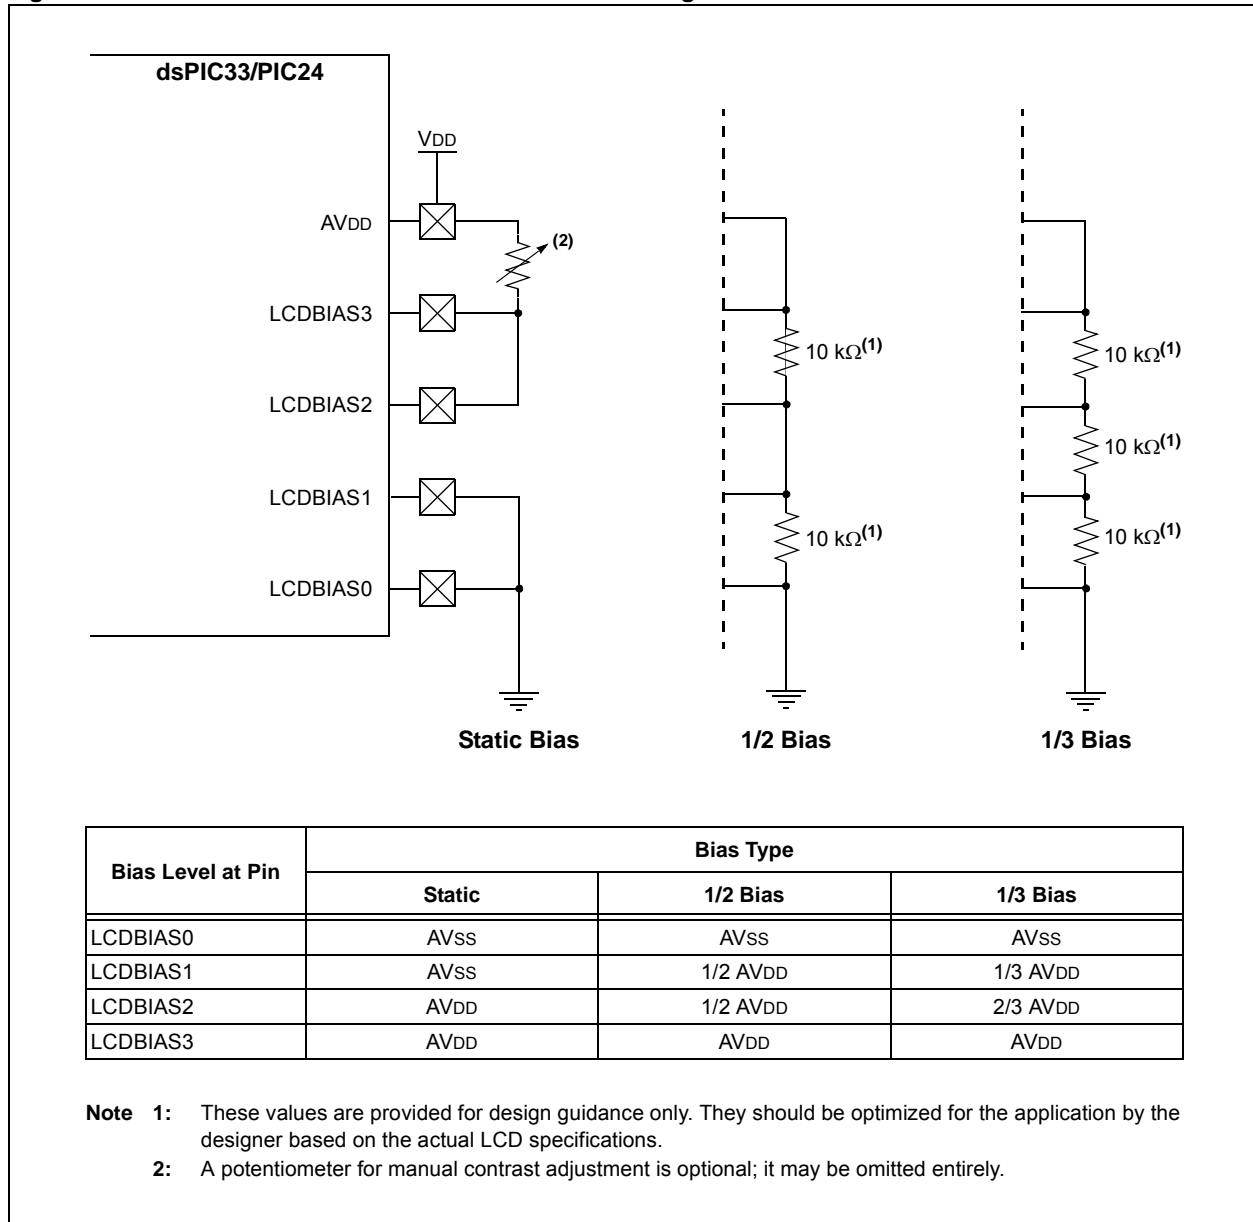 dsPIC33/PIC24
VDD
AVDD
(2)
LCDBIAS3
LCDBIAS2
LCDBIAS1
LCDBIAS0
10 kΩ(1)
10 kΩ(1)
10 kΩ(1)
10 kΩ(1)
10 kΩ(1)
Static Bias
1/2 Bias
1/3 Bias
Bias Level at Pin
Bias Type
Static 1/2 Bias 1/3 Bias
LCDBIAS0 AVSS AVSS AVSS
LCDBIAS1 AVSS 1/2 AVDD 1/3 AVDD
LCDBIAS2 AVDD 1/2 AVDD 2/3 AVDD
LCDBIAS3 AVDD AVDD AVDD
Note 1: These values are provided for design guidance only. They should be optimized for the application by the
designer based on the actual LCD specifications.
2: A potentiometer for manual contrast adjustment is optional; it may be omitted entirely.